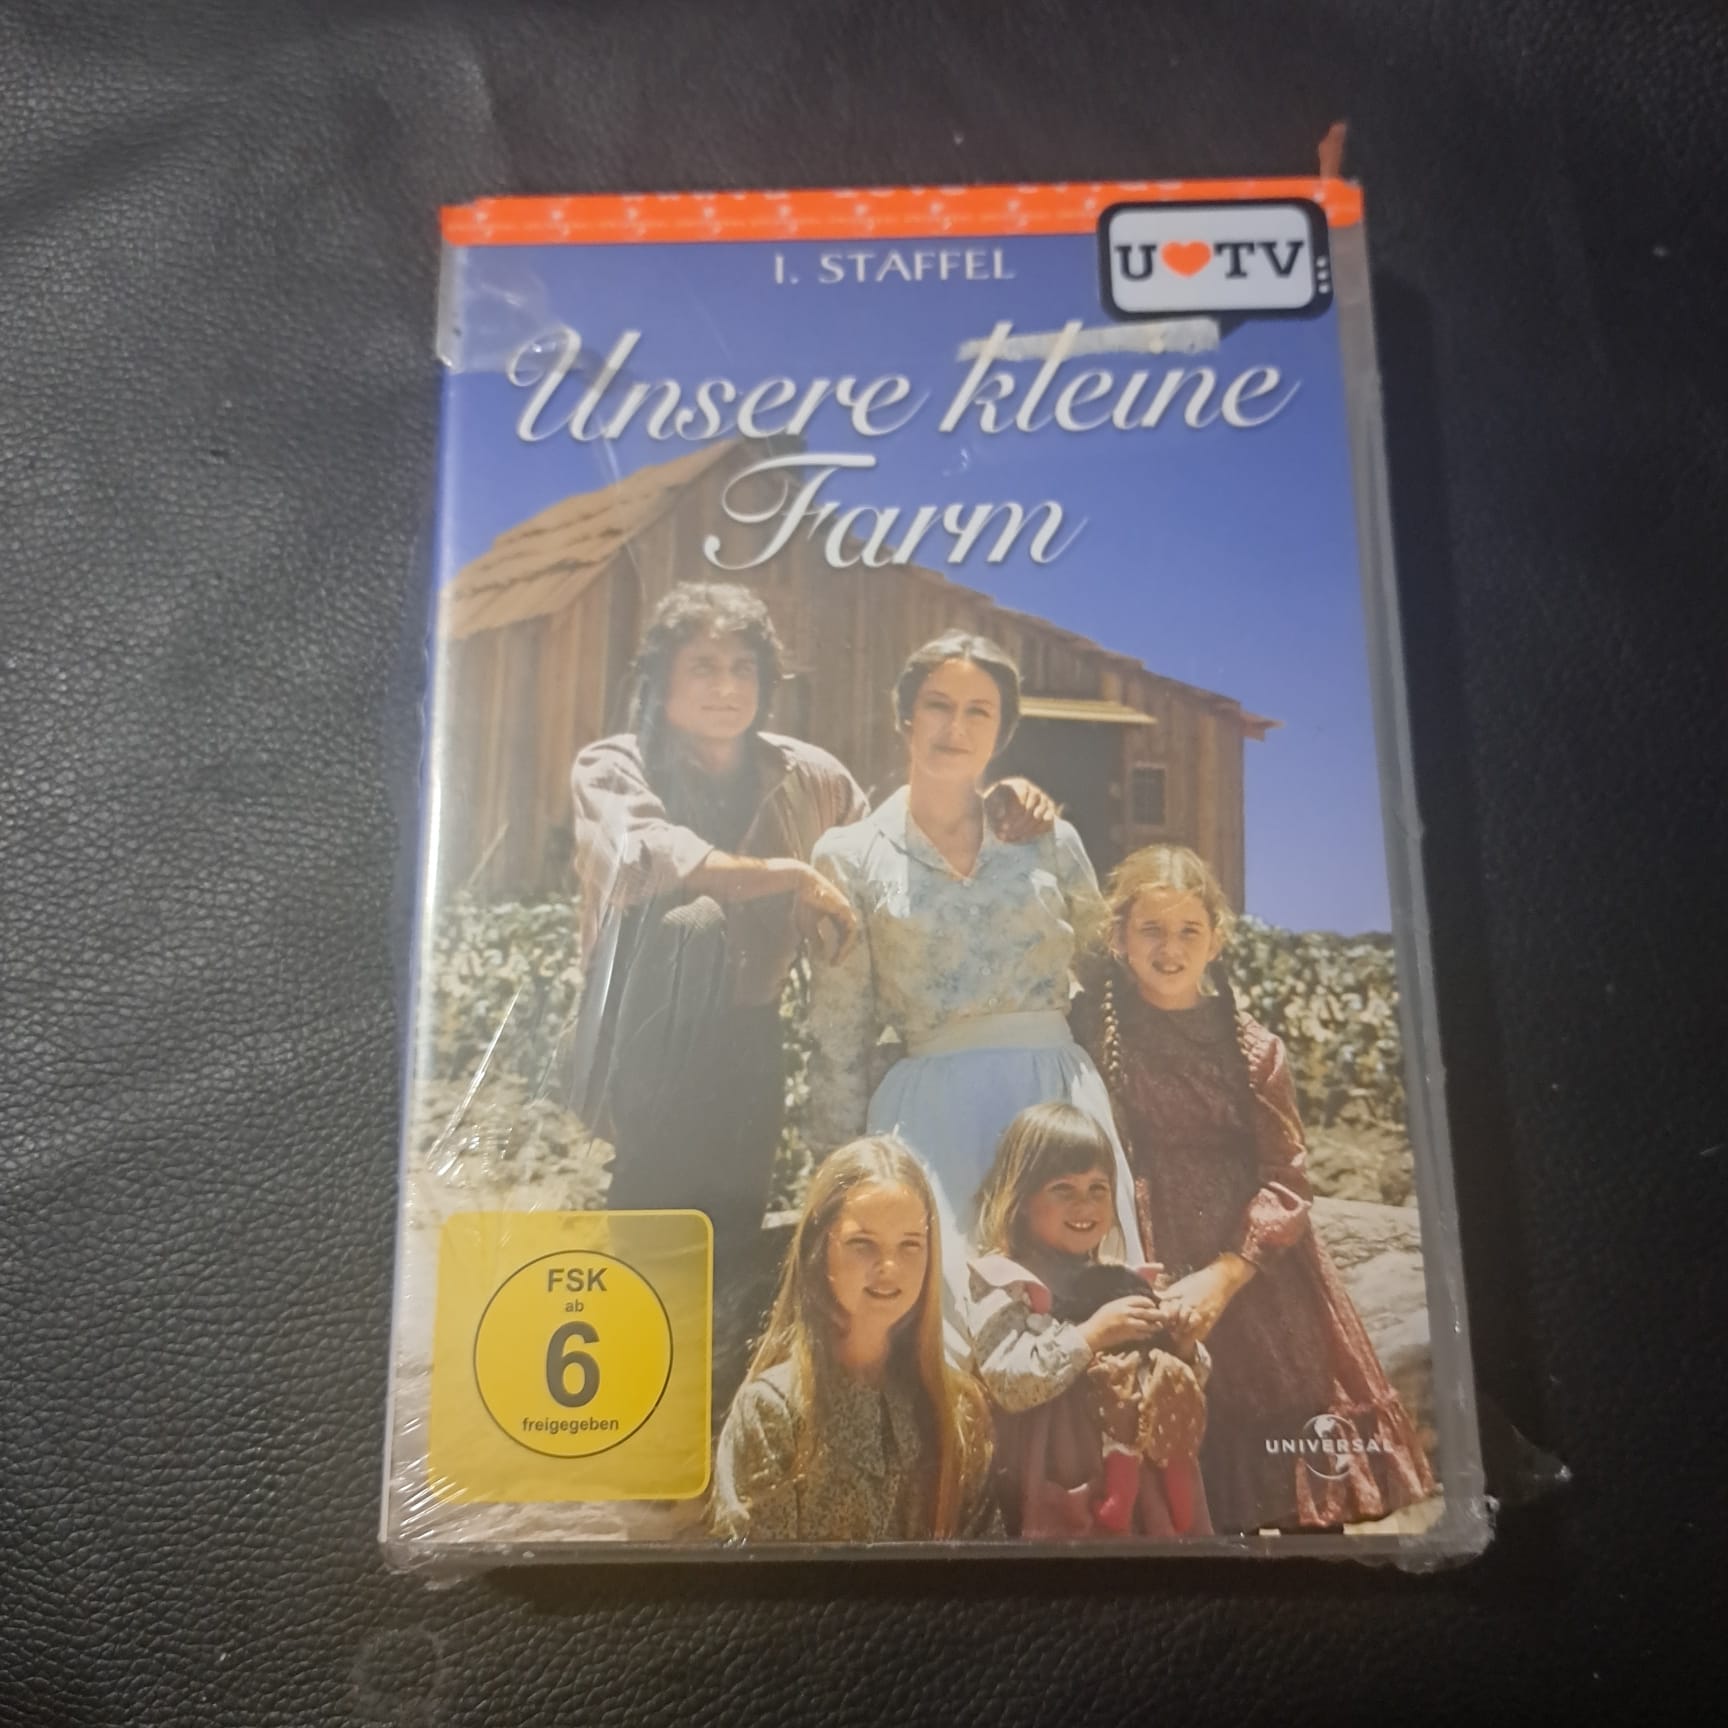 1. STAFFEL
U❤TV
Unsere kleine
Farm
FSK
ab
6
freigegeben
UNIVERSAL